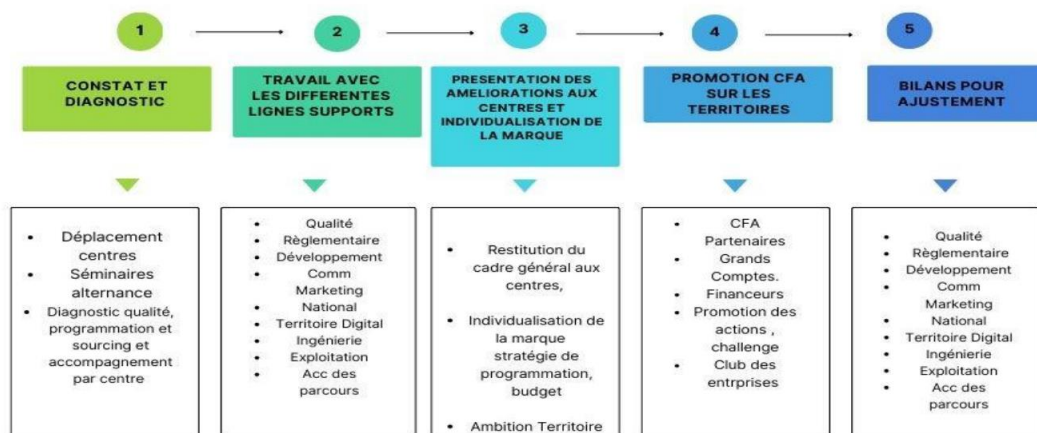 1
2
3
4
5
CONSTAT ET
DIAGNOSTIC
TRAVAIL AVEC
LES DIFFERENTES
LIGNES SUPPORTS
PRESENTATION DES
AMELIORATIONS AUX
CENTRES ET
INDIVIDUALISATION DE
LA MARQUE
PROMOTION CFA
SUR LES
TERRITOIRES
BILANS POUR
AJUSTEMENT
• Déplacement
centres
• Séminaires
alternance
• Diagnostic qualité,
programmation et
sourcing et
accompagnement
par centre
• Qualité
• Règlementaire
• Développement
• Comm
Marketing
• National
• Territoire Digital
• Ingénierie
• Exploitation
• Acc des
parcours
• Restitution du
cadre général aux
centres,
• Individualisation de
la marque
stratégie de
programmation,
budget
• Ambition Territoire
• CFA
Partenaires
• Grands
Comptes.
• Financeurs
• Promotion des
actions ,
challenge
• Club des
entrprises
• Qualité
• Règlementaire
• Développement
• Comm
Marketing
• National
• Territoire Digital
• Ingénierie
• Exploitation
• Acc des
parcours